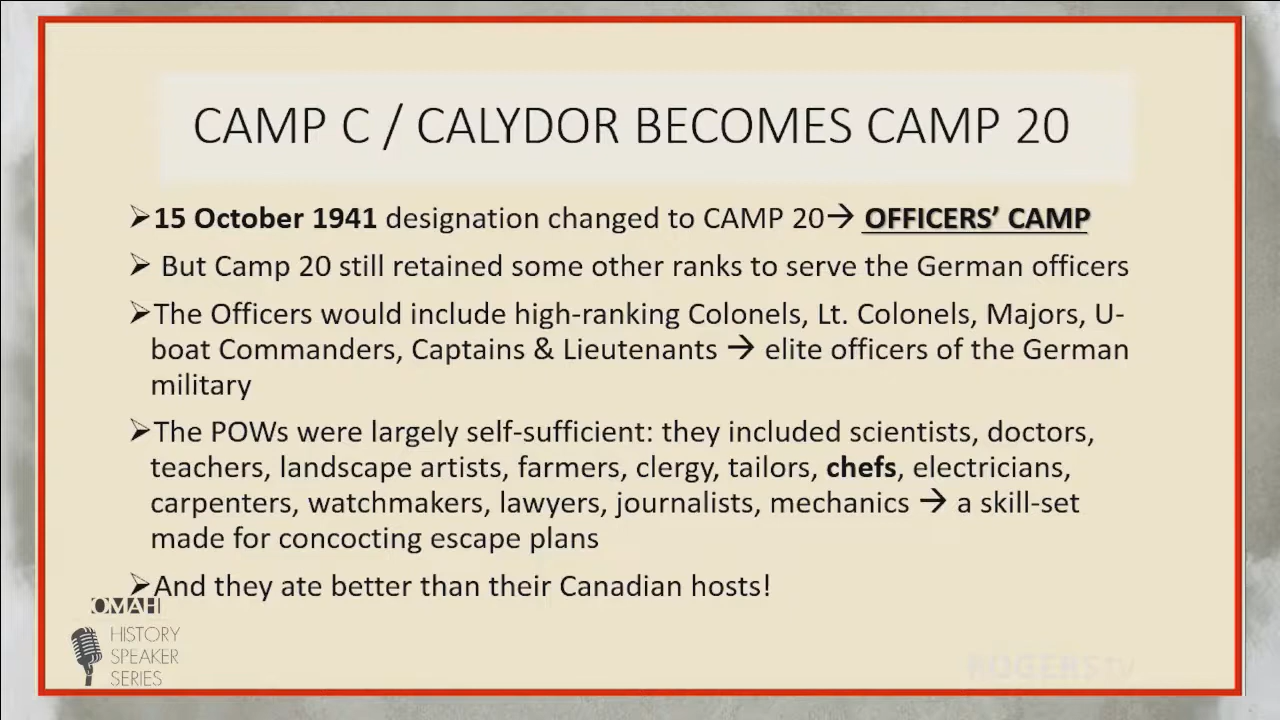 CAMP C / CALYDOR BECOMES CAMP 20
➢15 October 1941 designation changed to CAMP 20→ OFFICERS’ CAMP
➢ But Camp 20 still retained some other ranks to serve the German officers
➢The Officers would include high-ranking Colonels, Lt. Colonels, Majors, U-
boat Commanders, Captains & Lieutenants → elite officers of the German
military
➢The POWs were largely self-sufficient: they included scientists, doctors,
teachers, landscape artists, farmers, clergy, tailors, chefs, electricians,
carpenters, watchmakers, lawyers, journalists, mechanics → a skill-set
made for concocting escape plans
➢And they ate better than their Canadian hosts!
OMAH
HISTORY
SPEAKER
SERIES
ROGERS tv